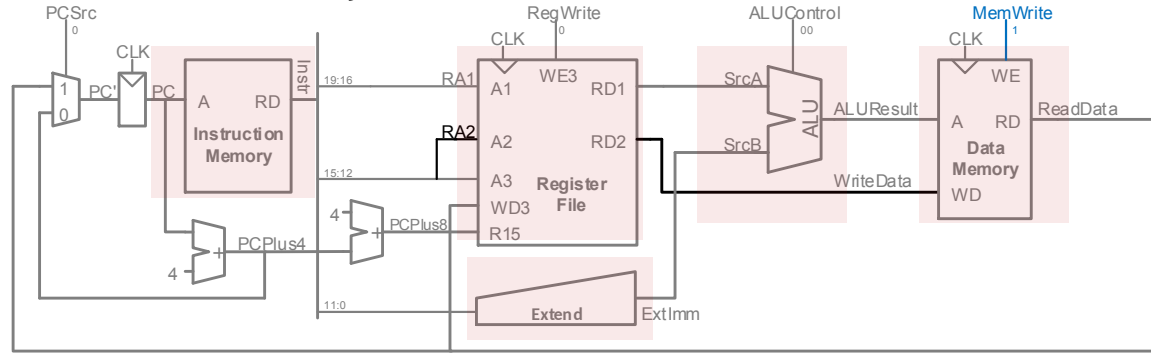 PCSrc
0
RegWrite
0
ALUControl
00
MemWrite
1
CLK
CLK
CLK
1
0
PC'
PC
A
RD
Instruction
Memory
Instr
19:16
RA1
A1
WE3
RD1
SrcA
ALU
ALUResult
A
WE
RD
ReadData
RA2
A2
RD2
SrcB
Data
Memory
15:12
A3
Register
File
WriteData
WD
WD3
4
+
PCPlus8
R15
+
PCPlus4
4
11:0
Extend
ExtImm